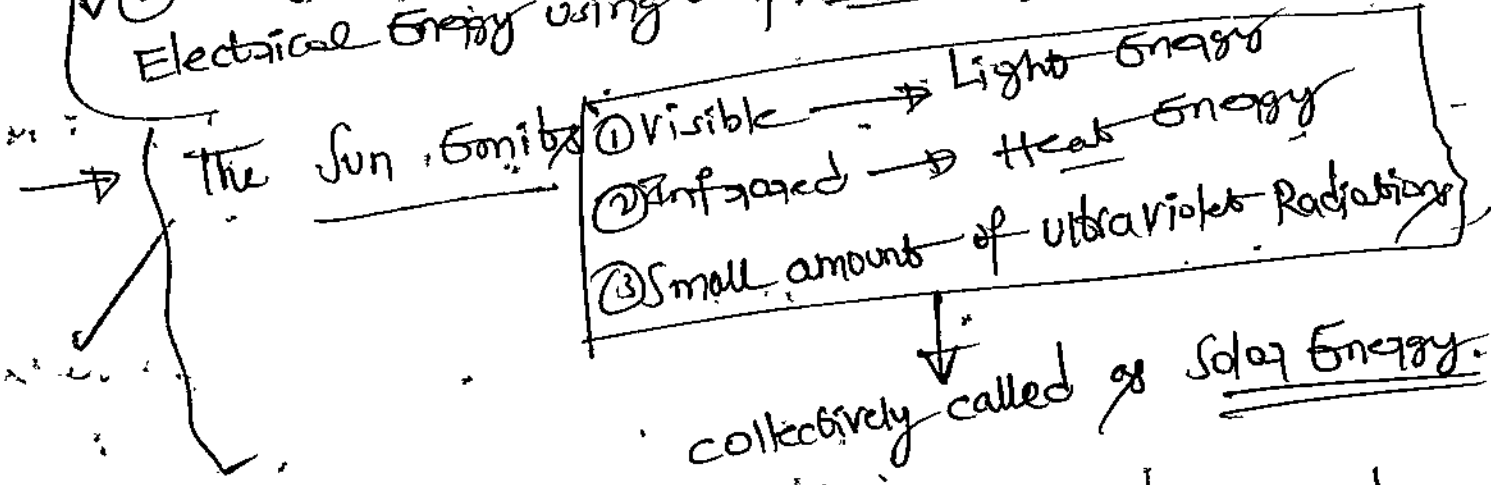 Electrical Energy using
The Sun Emits
① Visible → Light Energy
② Infrared → Heat Energy
③ Small amount of ultraviolet Radiations
collectively called as Solar Energy.